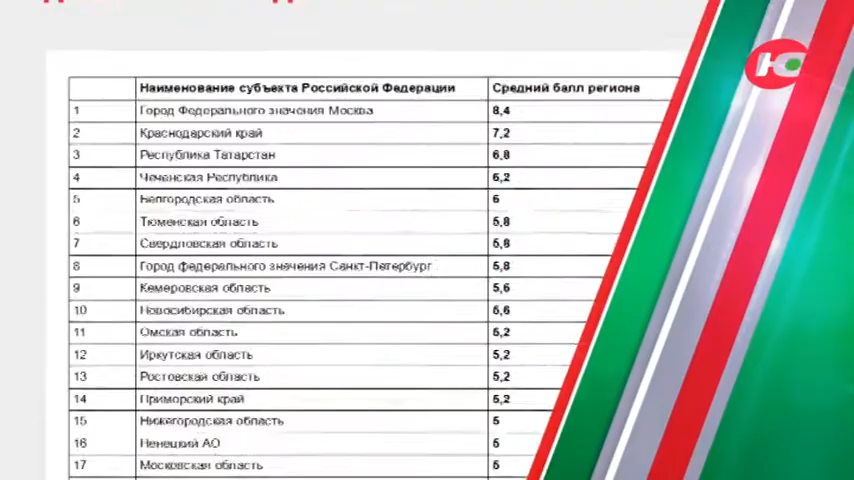 Наименование субъекта Российской Федерации Средний балл региона
1 Город Федерального значения Москва 8,4
2 Краснодарский край 7,2
3 Республика Татарстан 6,8
4 Чеченская Республика 6,2
5 Белгородская область 6
6 Тюменская область 5,8
7 Свердловская область 5,8
8 Город федерального значения Санкт-Петербург 5,8
9 Кемеровская область 5,6
10 Новосибирская область 5,6
11 Омская область 5,2
12 Иркутская область 5,2
13 Ростовская область 5,2
14 Приморский край 5,2
15 Нижегородская область 5
16 Ненецкий АО 5
17 Московская область 5
Ю